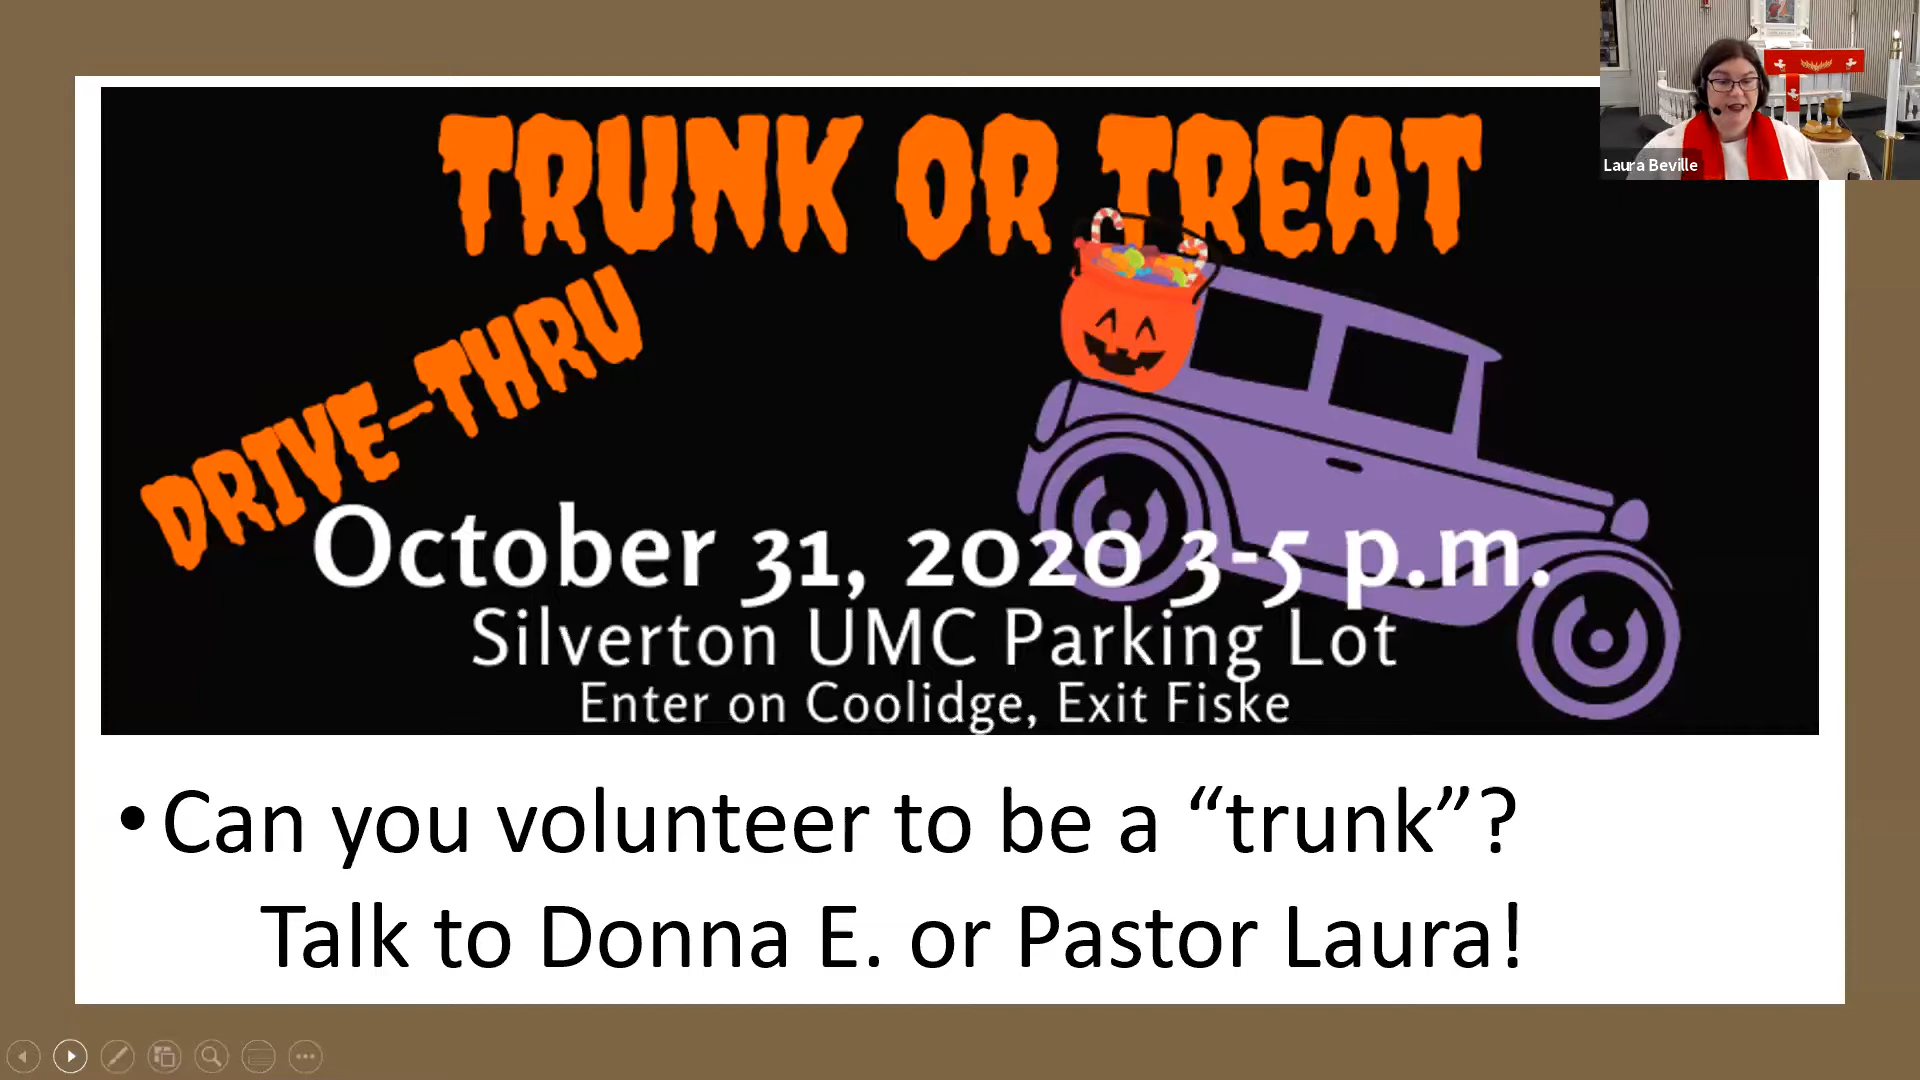 TRUNK OR TREAT
DRIVE-THRU
October 31, 2020 3-5 p.m.
Silverton UMC Parking Lot
Enter on Coolidge, Exit Fiske
• Can you volunteer to be a “trunk”?
Talk to Donna E. or Pastor Laura!
Laura Beville